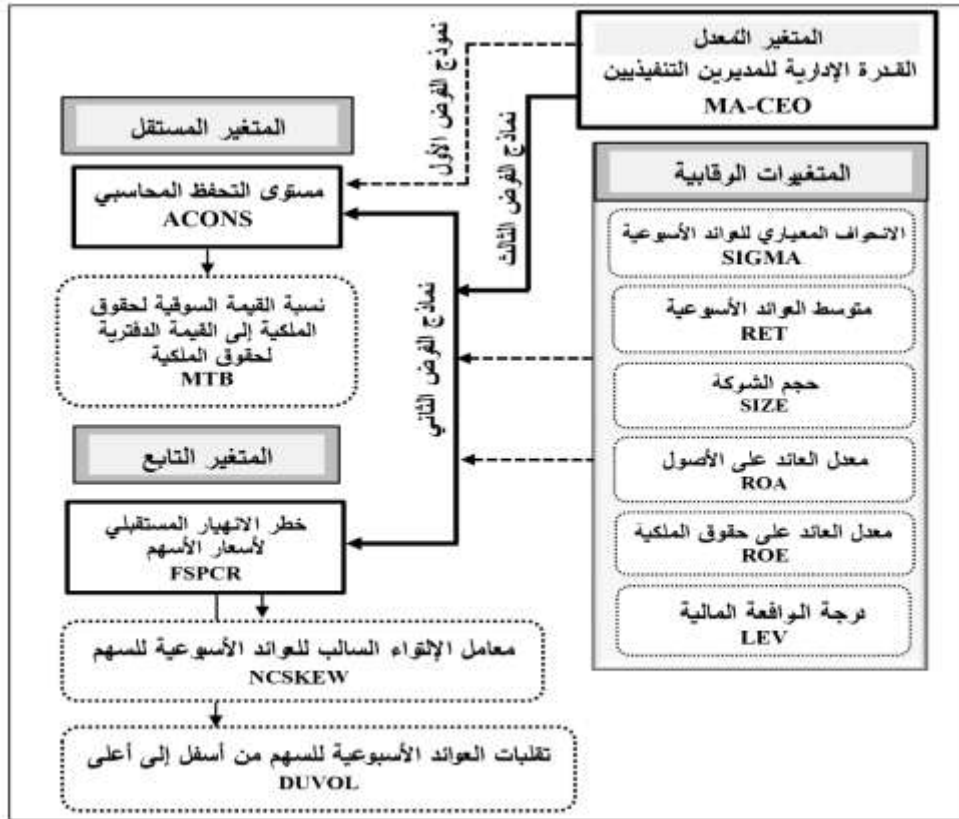 المتغير المُعدل
القدرة الإدارية للمديرين التنفيذيين
MA-CEO
نموذج الفرض الأول
نماذج الفرض الثالث
نماذج الفرض الثاني
المتغير المستقل
مستوى التحفظ المحاسبي
ACONS
نسبة القيمة السوقية لحقوق
الملكية إلى القيمة الدفترية
لحقوق الملكية
MTB
المتغير التابع
خطر الانهيار المستقبلي
لأسعار الأسهم
FSPCR
معامل الإلتواء السالب للعوائد الأسبوعية للسهم
NCSKEW
تقلبات العوائد الأسبوعية للسهم من أسفل إلى أعلى
DUVOL
المتغيرات الرقابية
الانحراف المعياري للعوائد الأسبوعية
SIGMA
متوسط العوائد الأسبوعية
RET
حجم الشركة
SIZE
معدل العائد على الأصول
ROA
معدل العائد على حقوق الملكية
ROE
درجة الرافعة المالية
LEV